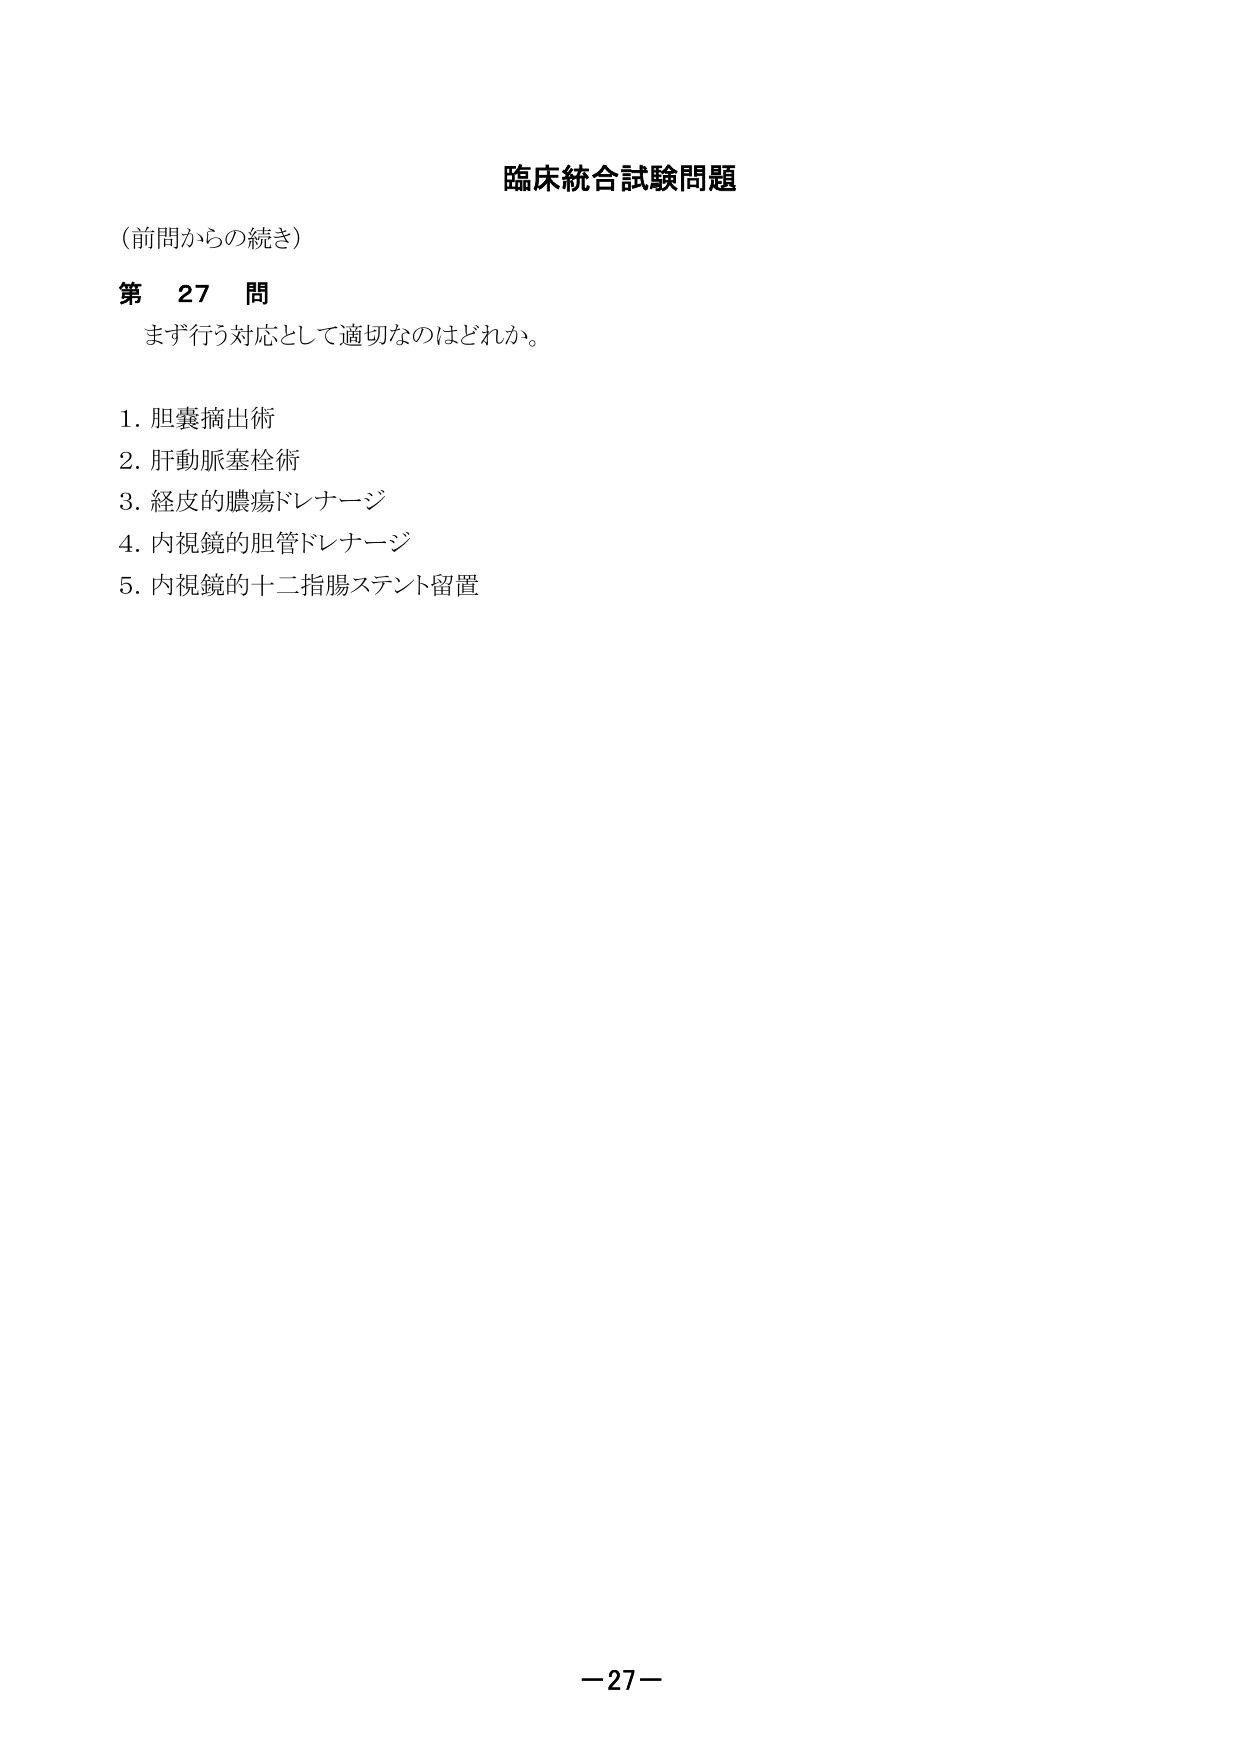 臨床統合試験問題
（前問からの続き）
第　27　問
まず行う対応として適切なのはどれか。
1. 胆嚢摘出術
2. 肝動脈塞栓術
3. 経皮的膿瘍ドレナージ
4. 内視鏡的胆管ドレナージ
5. 内視鏡的十二指腸ステント留置
―27―